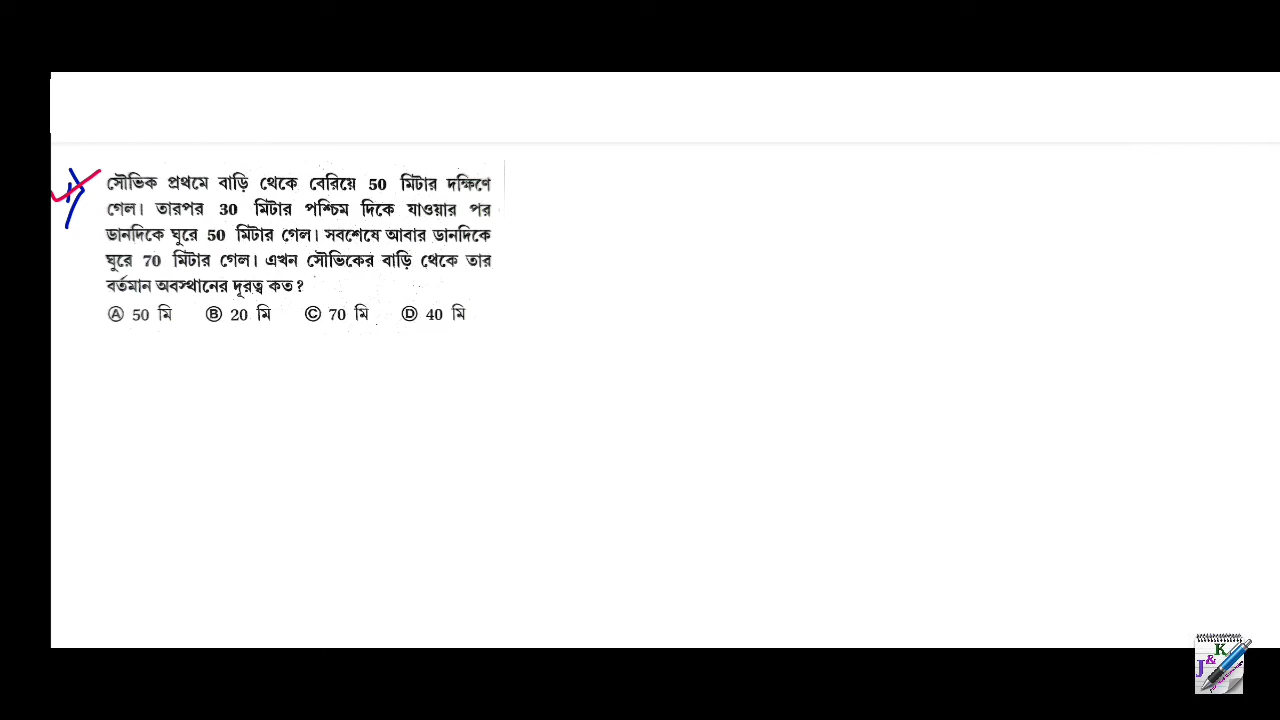 1)
সৌভিক প্রথমে বাড়ি থেকে বেরিয়ে 50 মিটার দক্ষিণে
গেল। তারপর 30 মিটার পশ্চিম দিকে যাওয়ার পর
ডানদিকে ঘুরে 50 মিটার গেল। সবশেষে আবার ডানদিকে
ঘুরে 70 মিটার গেল। এখন সৌভিকের বাড়ি থেকে তার
বর্তমান অবস্থানের দূরত্ব কত?
Ⓐ 50 মি Ⓑ 20 মি Ⓒ 70 মি Ⓓ 40 মি
J&K